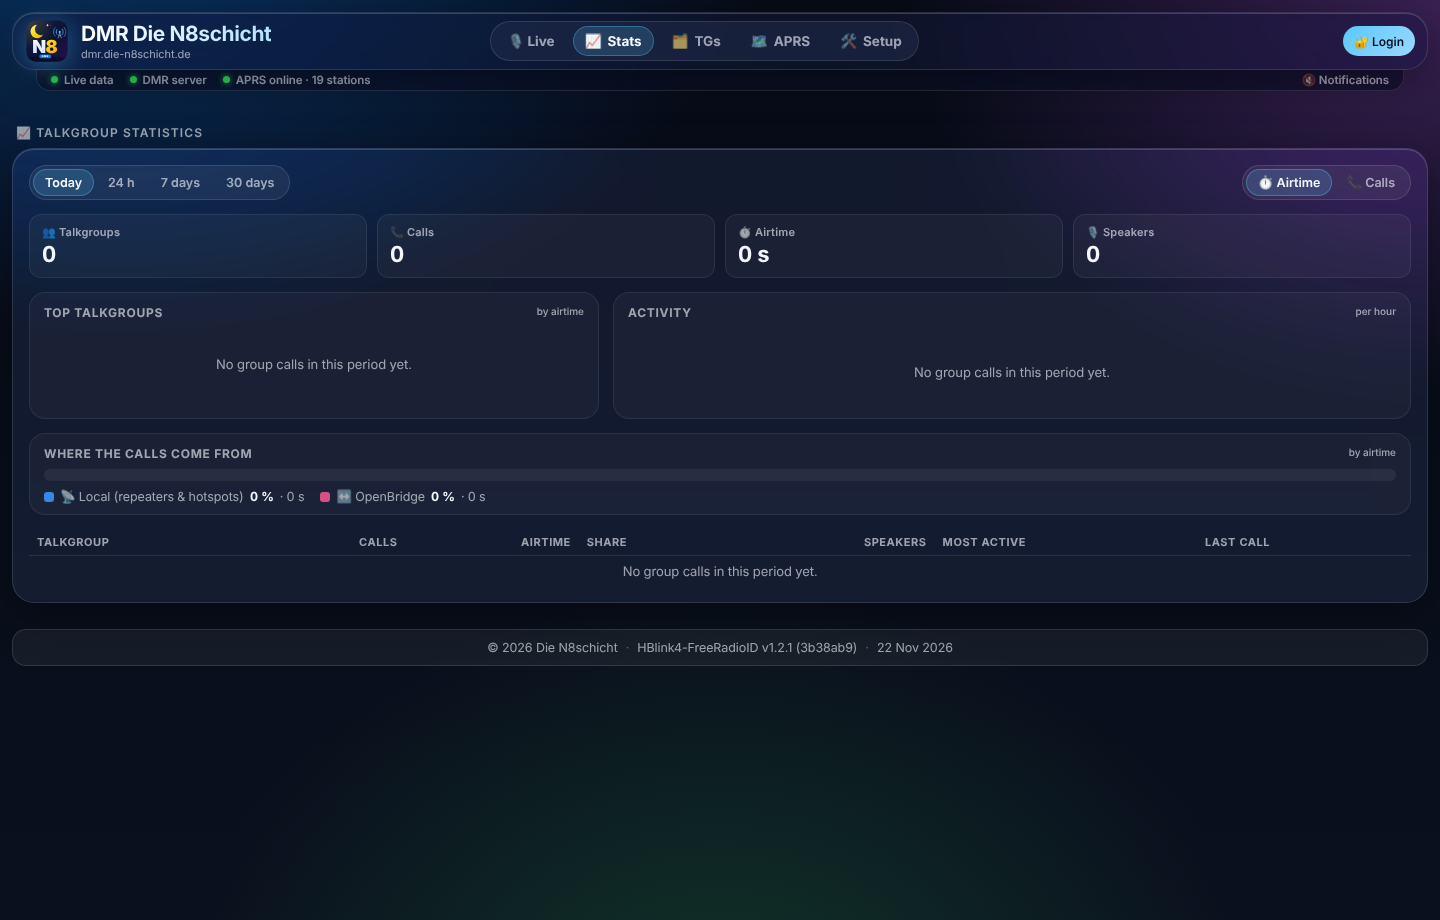 N8
DMR Die N8schicht
dmr.die-n8schicht.de
Live
Stats
TGs
APRS
Setup
Login
Live data
DMR server
APRS online · 19 stations
Notifications
TALKGROUP STATISTICS
Today
24 h
7 days
30 days
Airtime
Calls
Talkgroups
0
Calls
0
Airtime
0 s
Speakers
0
TOP TALKGROUPS
by airtime
No group calls in this period yet.
ACTIVITY
per hour
No group calls in this period yet.
WHERE THE CALLS COME FROM
by airtime
Local (repeaters & hotspots) 0 % · 0 s
OpenBridge 0 % · 0 s
TALKGROUP CALLS AIRTIME SHARE SPEAKERS MOST ACTIVE LAST CALL
No group calls in this period yet.
© 2026 Die N8schicht · HBlink4-FreeRadioID v1.2.1 (3b38ab9) · 22 Nov 2026